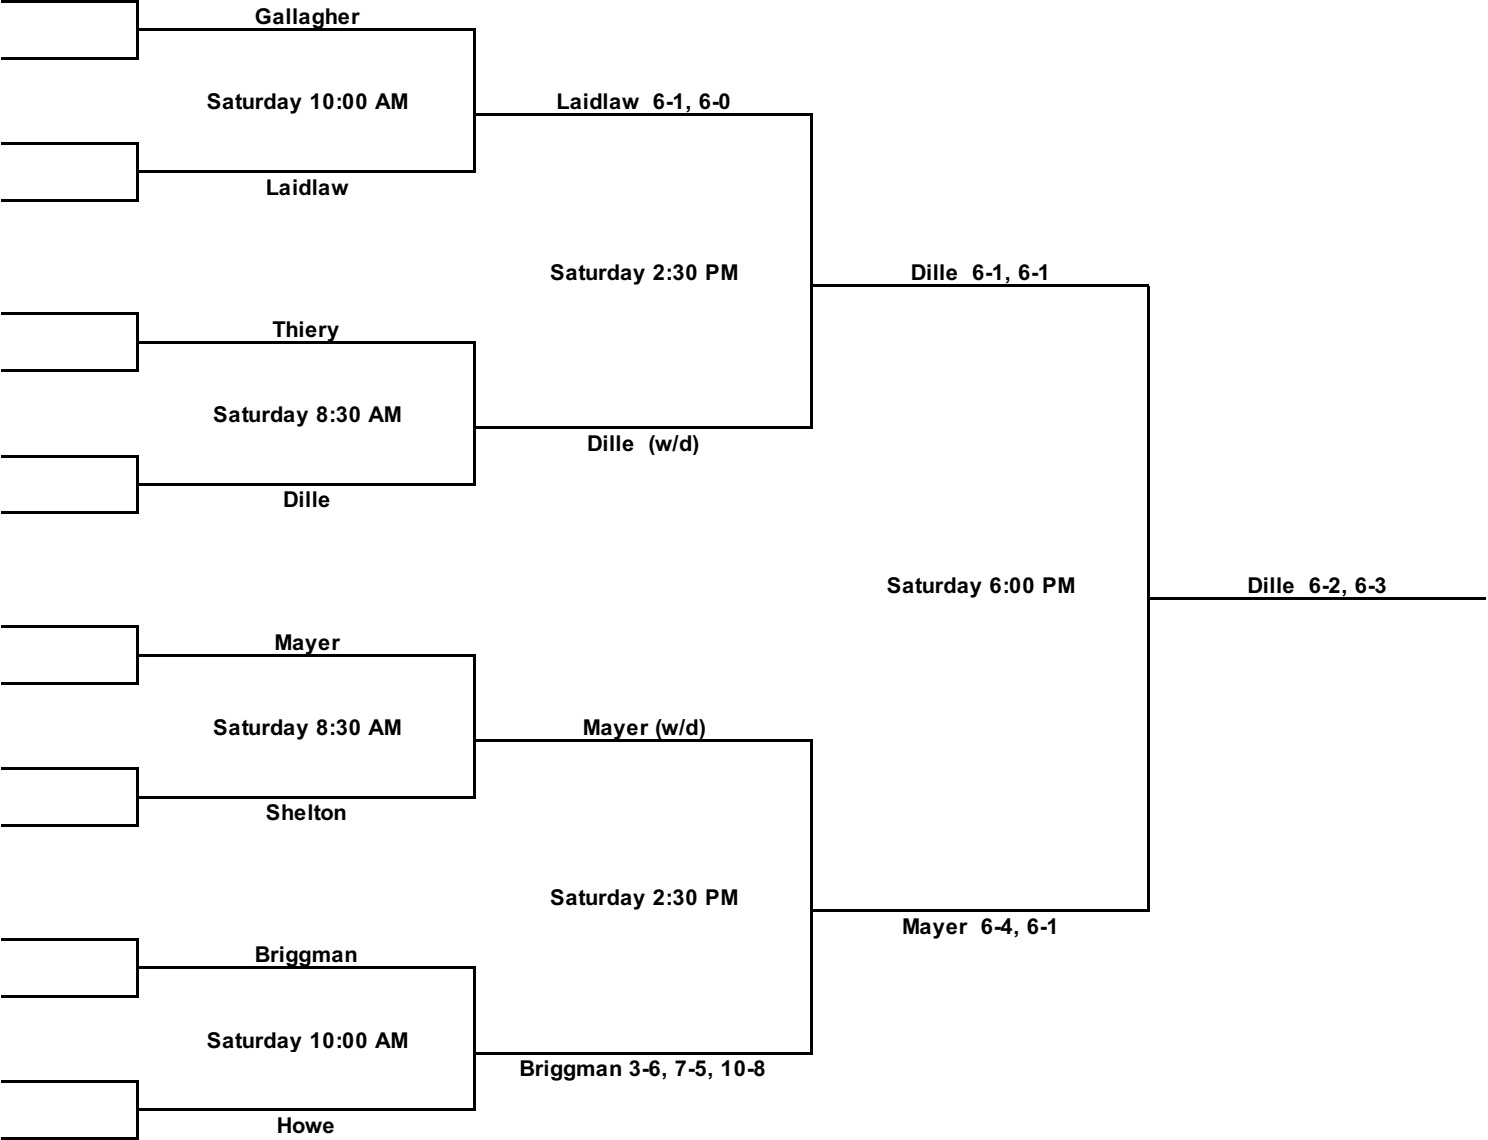 Gallagher
Saturday 10:00 AM
Laidlaw 6-1, 6-0
Laidlaw
Saturday 2:30 PM
Dille 6-1, 6-1
Thiery
Saturday 8:30 AM
Dille (w/d)
Dille
Saturday 6:00 PM
Dille 6-2, 6-3
Mayer
Saturday 8:30 AM
Mayer (w/d)
Shelton
Saturday 2:30 PM
Mayer 6-4, 6-1
Briggman
Saturday 10:00 AM
Briggman 3-6, 7-5, 10-8
Howe